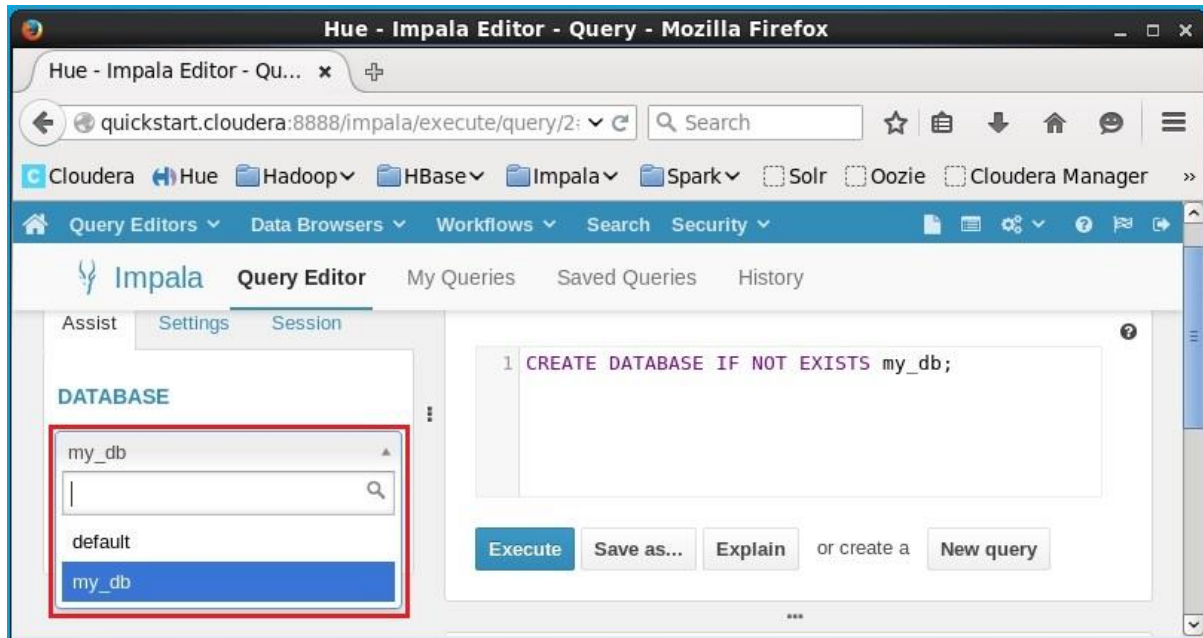 Hue - Impala Editor - Query - Mozilla Firefox
Hue - Impala Editor - Qu...
quickstart.cloudera:8888/impala/execute/query/2 Search
Cloudera Hue Hadoop HBase Impala Spark Solr Oozie Cloudera Manager »
Query Editors Data Browsers Workflows Search Security
Impala Query Editor My Queries Saved Queries History
Assist Settings Session
1 CREATE DATABASE IF NOT EXISTS my_db;
DATABASE
my_db
default
my_db
Execute Save as... Explain or create a New query